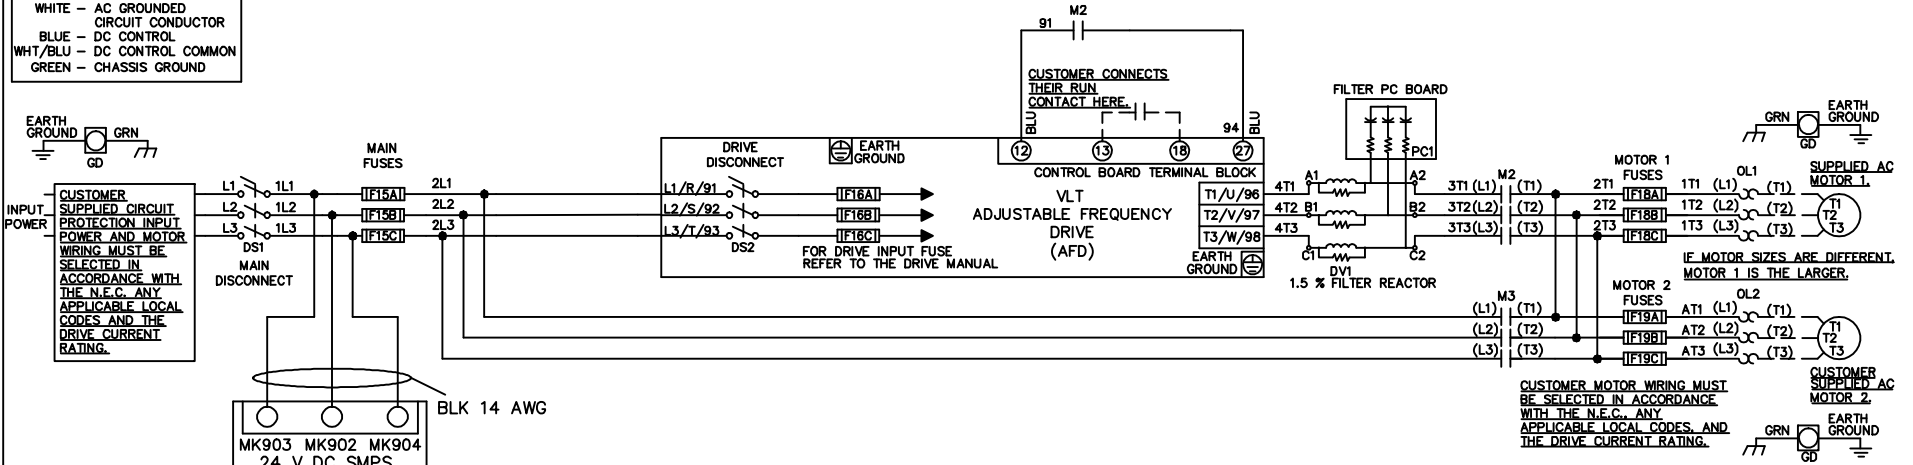 WHITE – AC GROUNDED
CIRCUIT CONDUCTOR
BLUE – DC CONTROL
WHT/BLU – DC CONTROL COMMON
GREEN – CHASSIS GROUND
EARTH
GROUND
GRN
GD
INPUT
POWER
CUSTOMER
SUPPLIED CIRCUIT
PROTECTION INPUT
POWER AND MOTOR
WIRING MUST BE
SELECTED IN
ACCORDANCE WITH
THE N.E.C. ANY
APPLICABLE LOCAL
CODES AND THE
DRIVE CURRENT
RATING.
L1
L2
L3
DS1
MAIN
DISCONNECT
1L1
1L2
1L3
MAIN
FUSES
F15A
F15B
F15C
2L1
2L2
2L3
BLK 14 AWG
MK903 MK902 MK904
24 V DC SMPS
L1/R/91
L2/S/92
L3/T/93
DRIVE
DISCONNECT
DS2
EARTH
GROUND
F16A
F16B
F16C
FOR DRIVE INPUT FUSE
REFER TO THE DRIVE MANUAL
91
M2
CUSTOMER CONNECTS
THEIR RUN
CONTACT HERE.
BLU
94
BLU
12
13
18
27
CONTROL BOARD TERMINAL BLOCK
VLT
ADJUSTABLE FREQUENCY
DRIVE
(AFD)
T1/U/96
T2/V/97
T3/W/98
EARTH
GROUND
4T1
4T2
4T3
FILTER PC BOARD
PC1
A1
A2
B1
B2
C1
C2
DV1
1.5 % FILTER REACTOR
M2
3T1 (L1) (T1)
3T2(L2) (T2)
3T3(L3) (T3)
M3
(L1) (T1)
(L2) (T2)
(L3) (T3)
MOTOR 1
FUSES
2T1
2T2
2T3
F18A
F18B
F18C
1T1 (L1)
1T2 (L2)
1T3 (L3)
OL1
(T1)
(T2)
(T3)
T1
T2
T3
GRN
GD
EARTH
GROUND
SUPPLIED AC
MOTOR 1.
IF MOTOR SIZES ARE DIFFERENT,
MOTOR 1 IS THE LARGER.
MOTOR 2
FUSES
F19A
F19B
F19C
AT1 (L1)
AT2 (L2)
AT3 (L3)
OL2
(T1)
(T2)
(T3)
T1
T2
T3
CUSTOMER
SUPPLIED AC
MOTOR 2.
CUSTOMER MOTOR WIRING MUST
BE SELECTED IN ACCORDANCE
WITH THE N.E.C., ANY
APPLICABLE LOCAL CODES, AND
THE DRIVE CURRENT RATING.
GRN
GD
EARTH
GROUND